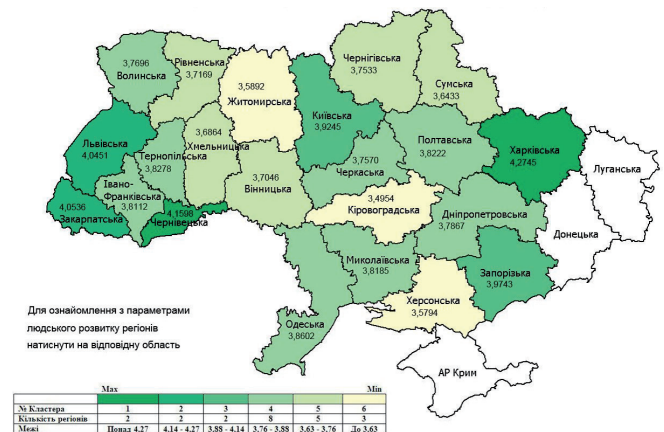 3,7696
Волинська
Рівненська
3,7169
3,5892
Житомирська
Чернігівська
3,7533
Сумська
3,6433
Київська
3,9245
Львівська
4,0451
Тернопільська
3,8278
3,6864
Хмельницька
Івано-
Франківська
3,8112
4,0536
Закарпатська
4,1598
Чернівецька
3,7046
Вінницька
3,7570
Черкаська
Полтавська
3,8222
Харківська
4,2745
Луганська
3,4954
Кіровоградська
Дніпропетровська
3,7867
Донецька
Миколаївська
3,8185
Запорізька
3,9743
Херсонська
3,5794
Одеська
3,8602
АР Крим
Для ознайомлення з параметрами
людського розвитку регіонів
натиснути на відповідну область
Max Min
№ Кластера 1 2 3 4 5 6
Кількість регіонів 2 2 2 8 5 3
Межі Понад 4.27 4.14 - 4.27 3.88 - 4.14 3.76 - 3.88 3.63 - 3.76 До 3.63